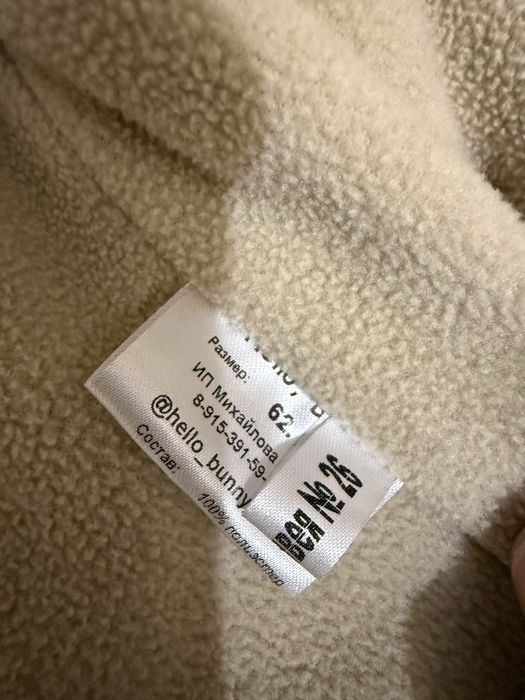 Размер:
62.
ИП Михайлова
8-915-391-59-
@hello_bunny
Состав:
100% полиэстер
№ 26